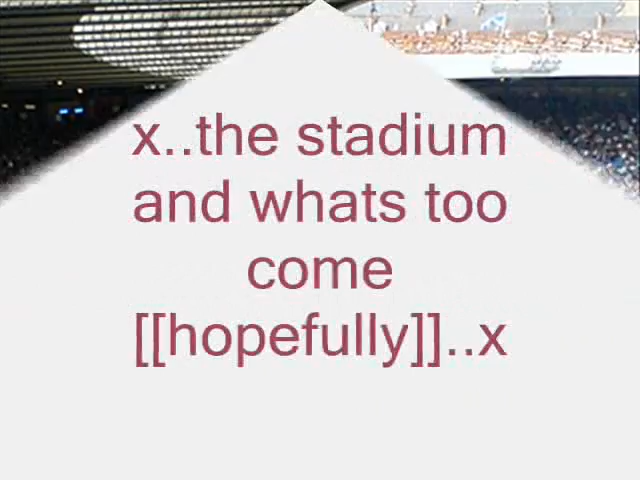 x..the stadium
and whats too
come
[[hopefully]]..x